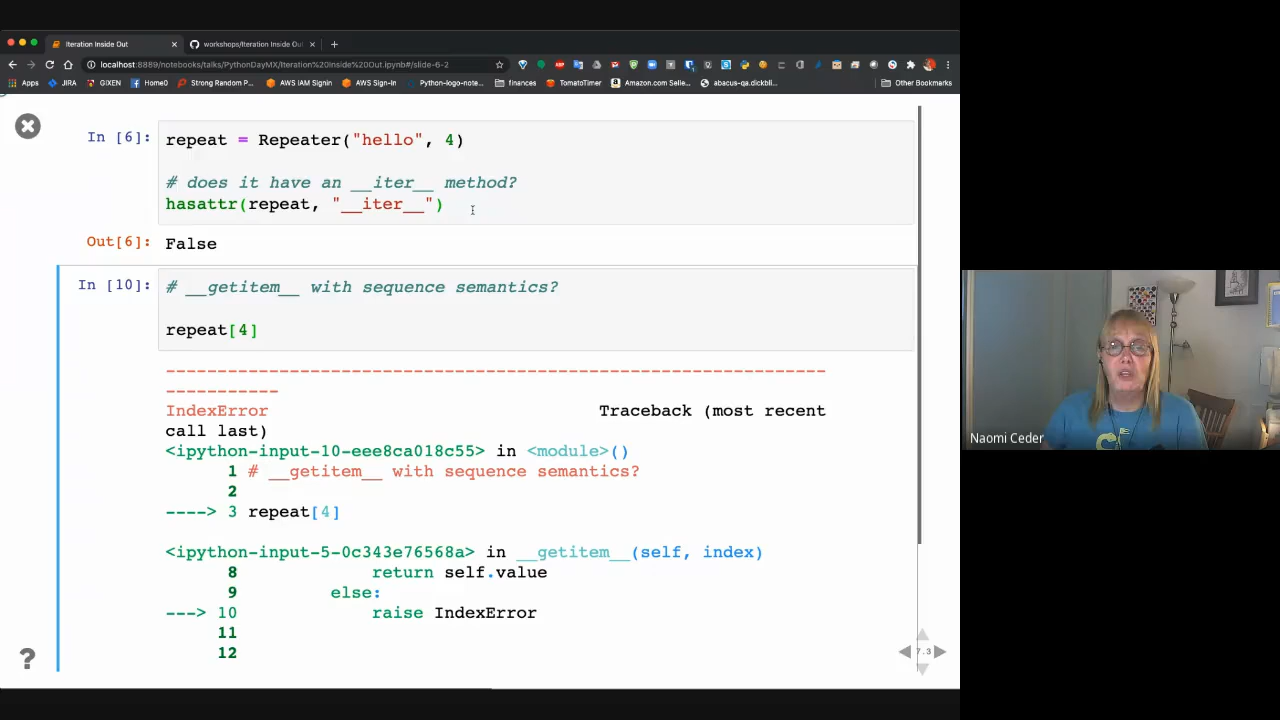 Iteration Inside Out
workshops/Iteration Inside Out
localhost:8889/notebooks/talks/PythonDayMX/Iteration%20Inside%20Out.ipynb#/slide-6-2
Apps JIRA GIXEN Home0 Strong Random P... AWS IAM Signin AWS Sign-In Python-logo-note... finances TomatoTimer Amazon.com Selle... abacus-qa.dickbli... Other Bookmarks
In [6]: repeat = Repeater("hello", 4)
# does it have an __iter__ method?
hasattr(repeat, "__iter__")
Out[6]: False
In [10]: # __getitem__ with sequence semantics?
repeat[4]
---------------------------------------------------------------
-----------
IndexError Traceback (most recent
call last)
<ipython-input-10-eee8ca018c55> in <module>()
1 # __getitem__ with sequence semantics?
2
----> 3 repeat[4]
<ipython-input-5-0c343e76568a> in __getitem__(self, index)
8 return self.value
9 else:
---> 10 raise IndexError
11
12
?
7.3
Naomi Ceder